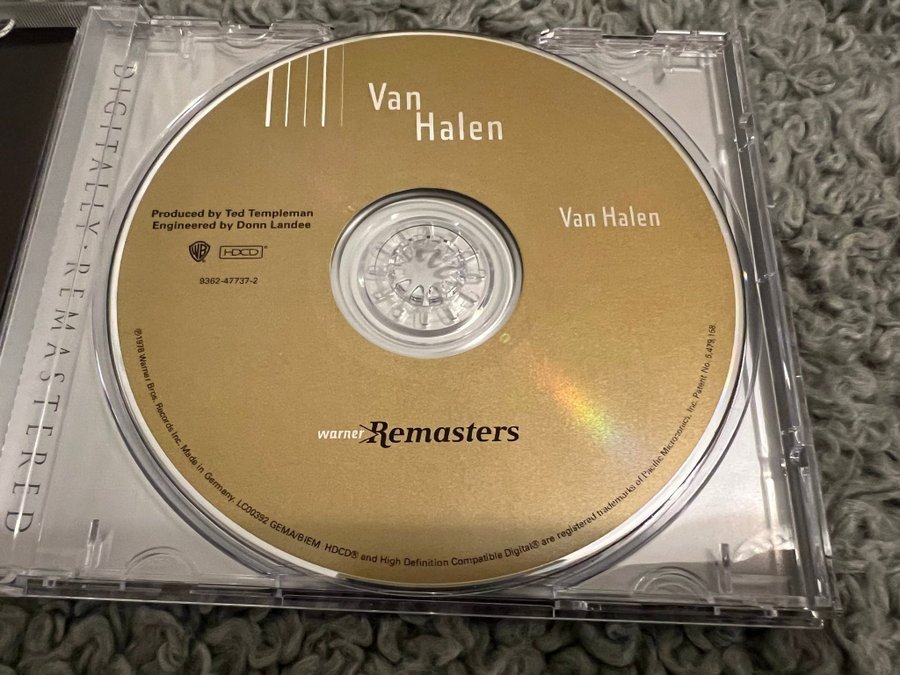 DIGITALLY • REMASTERED
Van
Halen
Van Halen
Produced by Ted Templeman
Engineered by Donn Landee
WB
HDCD®
9362-47737-2
warner Remasters
℗1978 Warner Bros. Records Inc. Made in Germany. LC00392 GEMA/BIEM HDCD® and High Definition Compatible Digital® are registered trademarks of Pacific Microsonics, Inc. Patent No. 5,479,168.